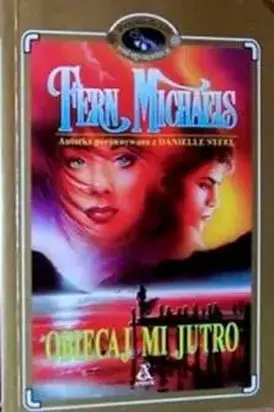 FERN MICHAELS
Autorka porównywana z DANIELLE STEEL
OBIECAJ MI JUTRO